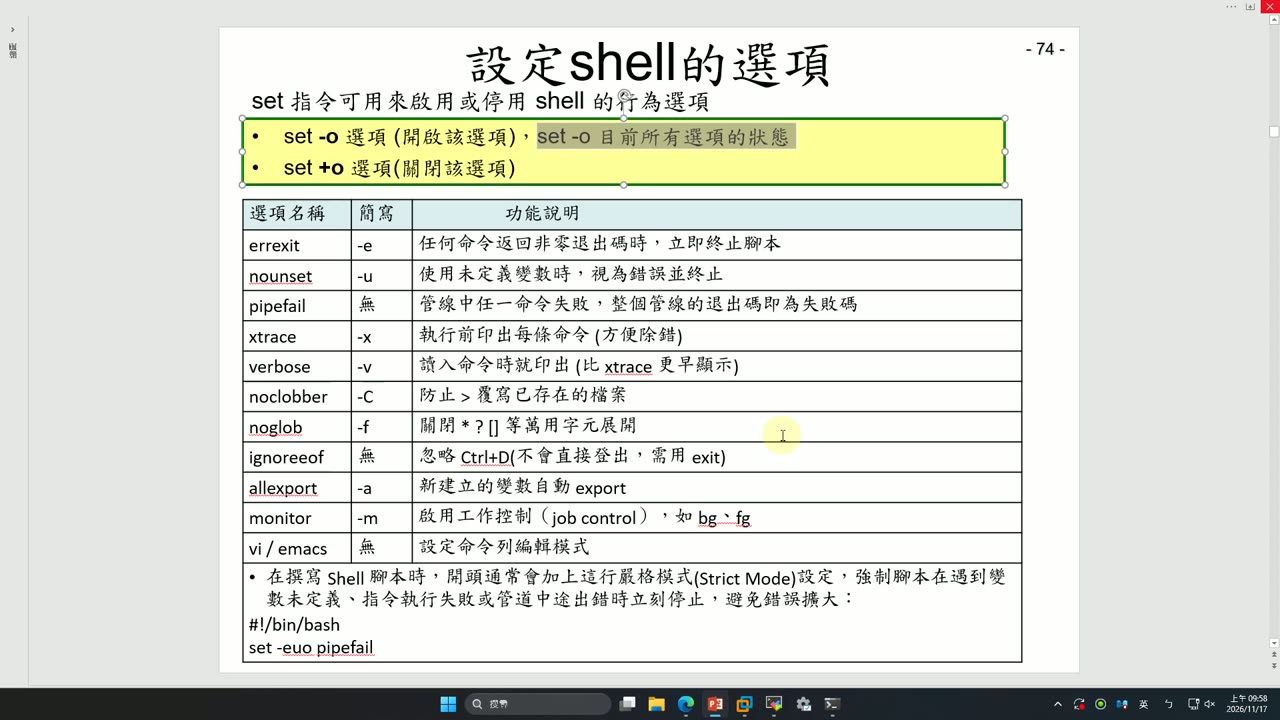 - 74 -
設定shell的選項
set 指令可用來啟用或停用 shell 的行為選項
• set -o 選項 (開啟該選項)，set -o 目前所有選項的狀態
• set +o 選項(關閉該選項)
選項名稱 簡寫 功能說明
errexit -e 任何命令返回非零退出碼時，立即終止腳本
nounset -u 使用未定義變數時，視為錯誤並終止
pipefail 無 管線中任一命令失敗，整個管線的退出碼即為失敗碼
xtrace -x 執行前印出每條命令 (方便除錯)
verbose -v 讀入命令時就印出 (比 xtrace 更早顯示)
noclobber -C 防止 > 覆寫已存在的檔案
noglob -f 關閉 * ? [] 等萬用字元展開
ignoreeof 無 忽略 Ctrl+D(不會直接登出，需用 exit)
allexport -a 新建立的變數自動 export
monitor -m 啟用工作控制（job control），如 bg、fg
vi / emacs 無 設定命令列編輯模式
• 在撰寫 Shell 腳本時，開頭通常會加上這行嚴格模式(Strict Mode)設定，強制腳本在遇到變
數未定義、指令執行失敗或管道中途出錯時立刻停止，避免錯誤擴大：
#!/bin/bash
set -euo pipefail
搜尋
英
ㄅ
上午 09:58
2026/11/17